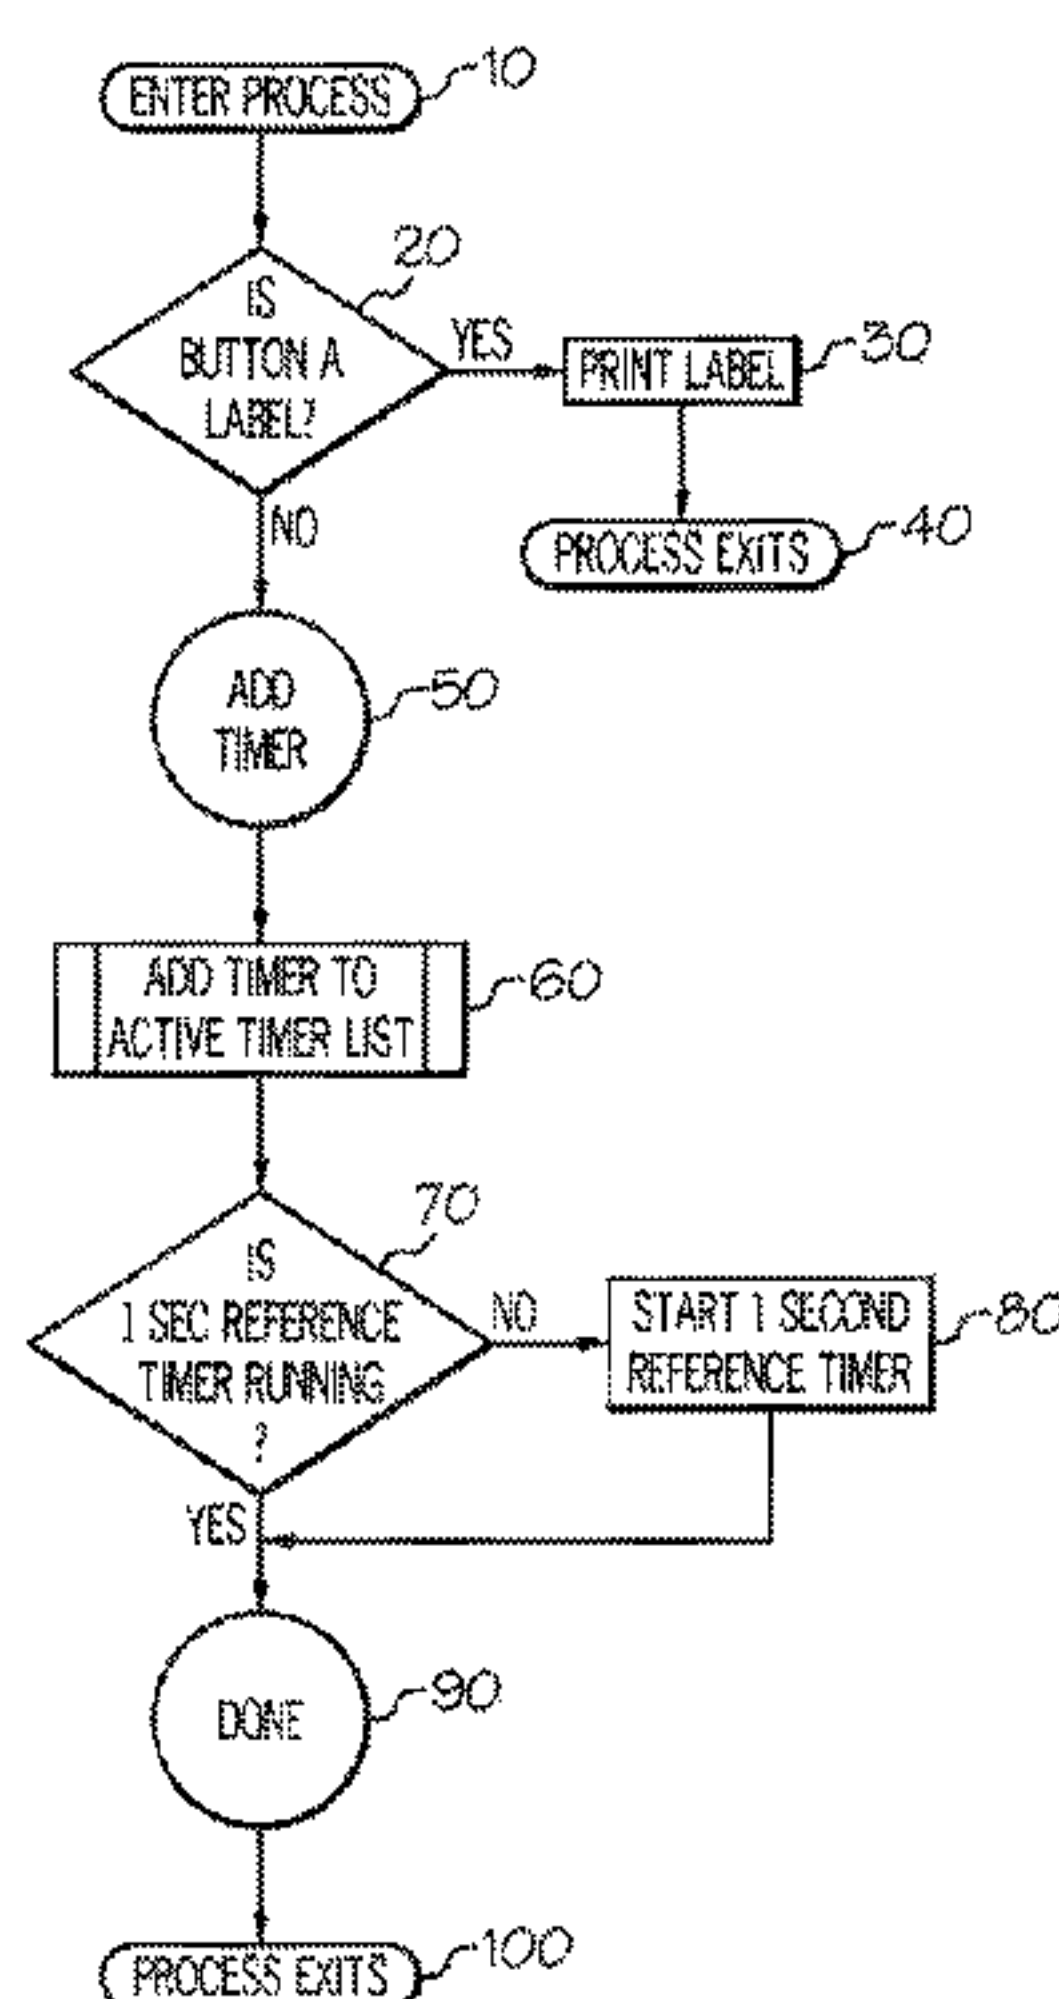 ENTER PROCESS
10
IS
BUTTON A
LABEL?
20
YES
PRINT LABEL
30
PROCESS EXITS
40
NO
ADD
TIMER
50
ADD TIMER TO
ACTIVE TIMER LIST
60
IS
1 SEC REFERENCE
TIMER RUNNING
?
70
NO
START 1 SECOND
REFERENCE TIMER
80
YES
DONE
90
PROCESS EXITS
100